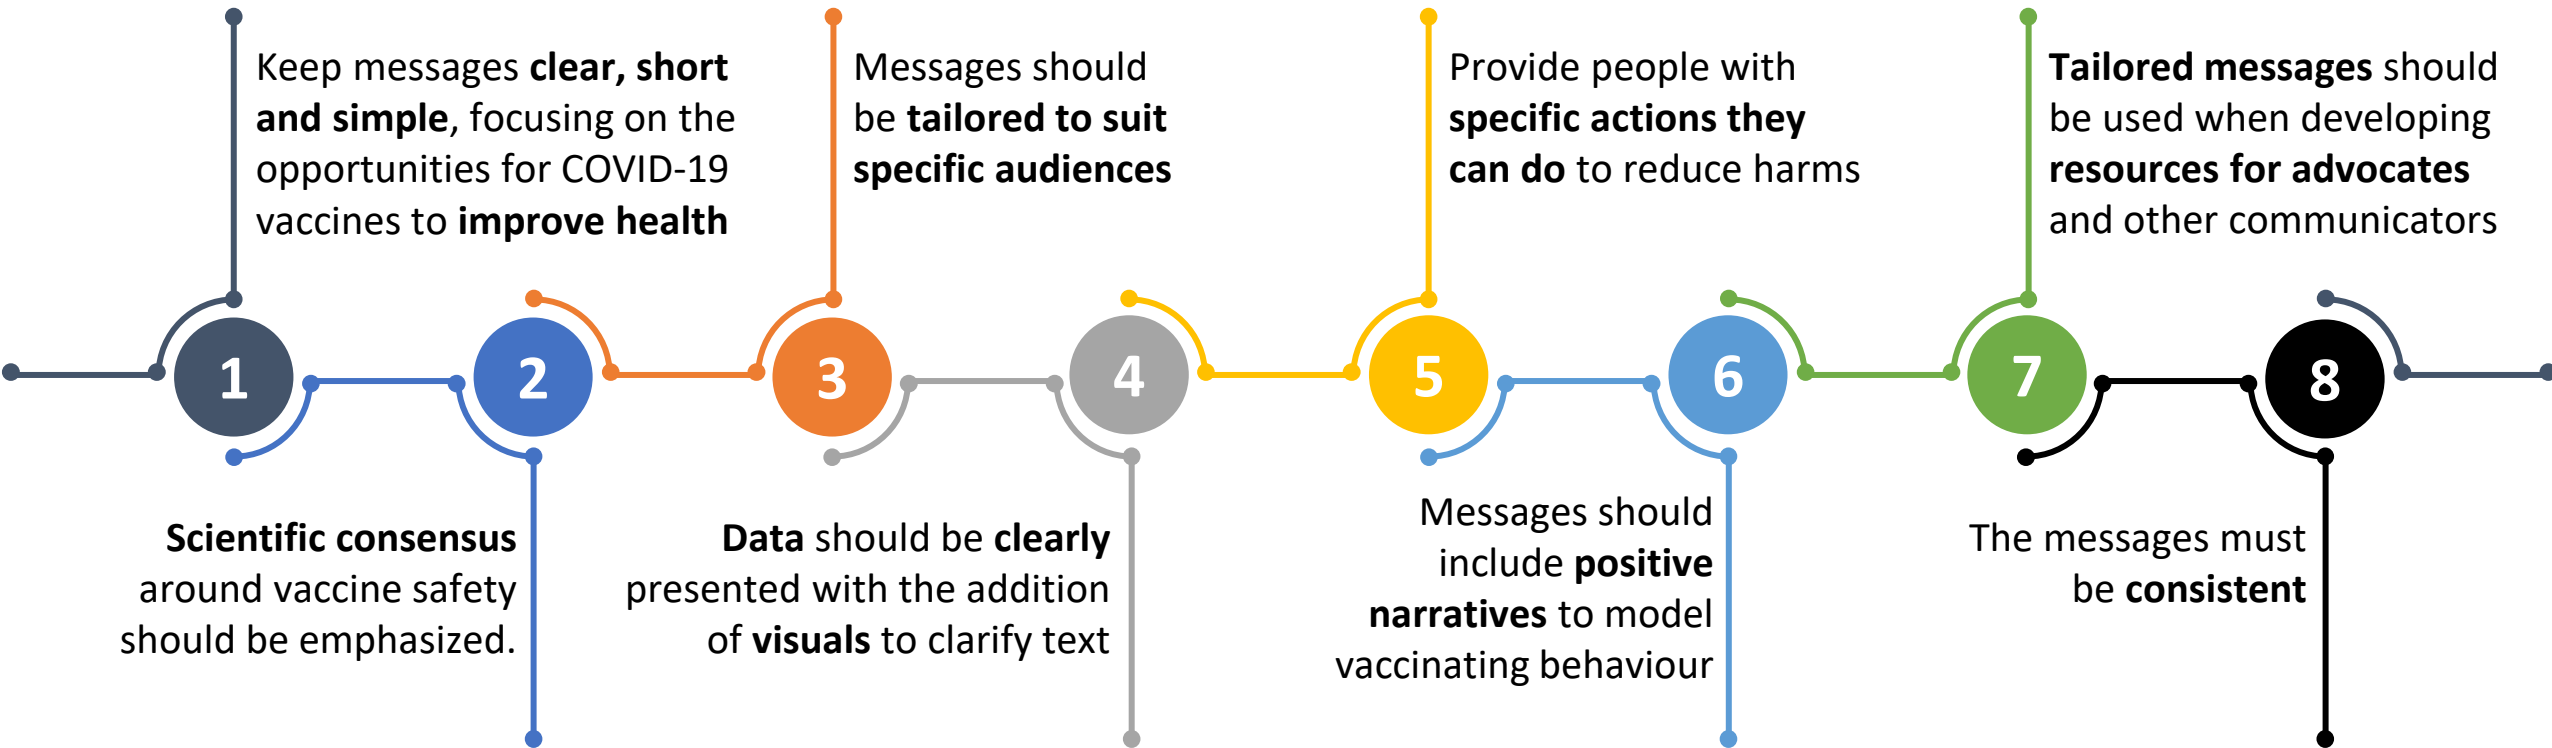 1
Keep messages clear, short
and simple, focusing on the
opportunities for COVID-19
vaccines to improve health
2
Scientific consensus
around vaccine safety
should be emphasized.
3
Messages should
be tailored to suit
specific audiences
4
Data should be clearly
presented with the addition
of visuals to clarify text
5
Provide people with
specific actions they
can do to reduce harms
6
Messages should
include positive
narratives to model
vaccinating behaviour
7
Tailored messages should
be used when developing
resources for advocates
and other communicators
8
The messages must
be consistent